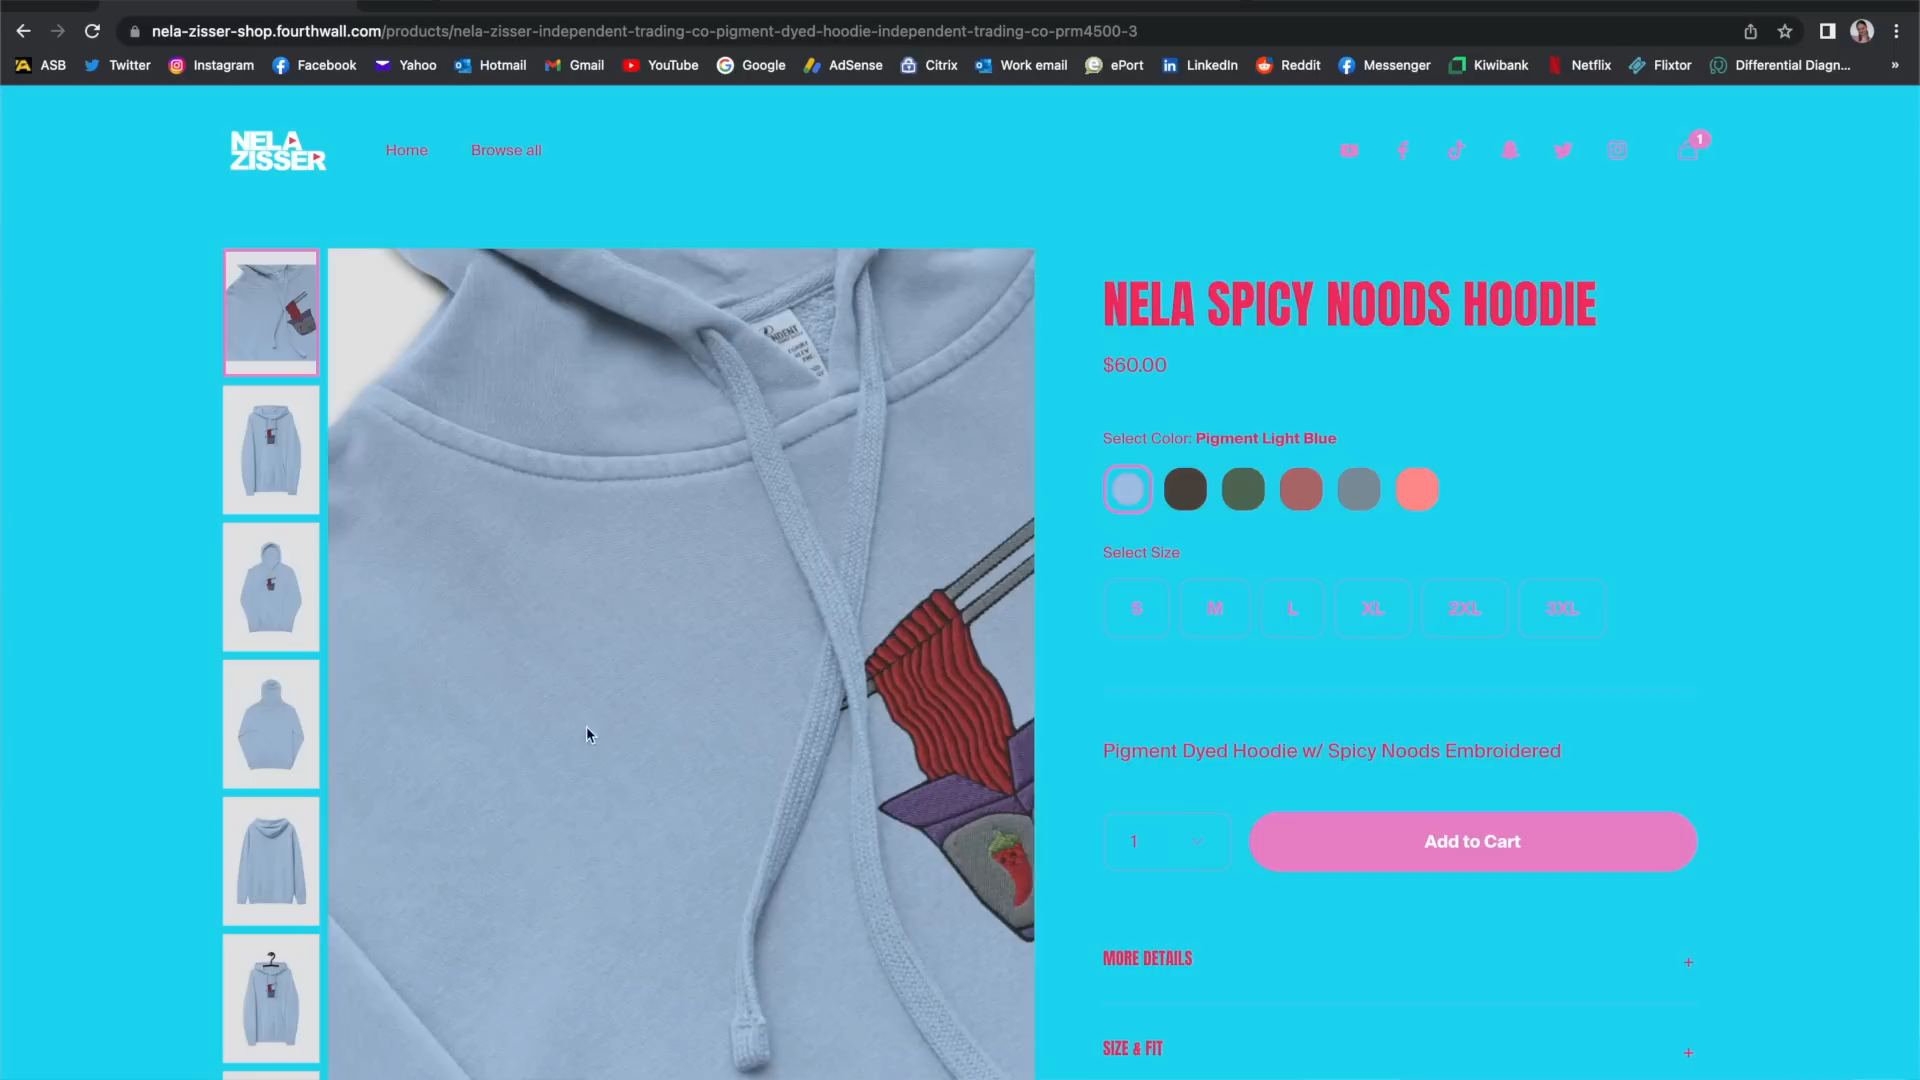 nela-zisser-shop.fourthwall.com/products/nela-zisser-independent-trading-co-pigment-dyed-hoodie-independent-trading-co-prm4500-3
ASB Twitter Instagram Facebook Yahoo Hotmail Gmail YouTube Google AdSense Citrix Work email ePort LinkedIn Reddit Messenger Kiwibank Netflix Flixtor Differential Diagn... »
NELA
ZISSER
Home Browse all
1
NELA SPICY NOODS HOODIE
$60.00
Select Color: Pigment Light Blue
Select Size
S M L XL 2XL 3XL
Pigment Dyed Hoodie w/ Spicy Noods Embroidered
1
Add to Cart
MORE DETAILS +
SIZE & FIT +